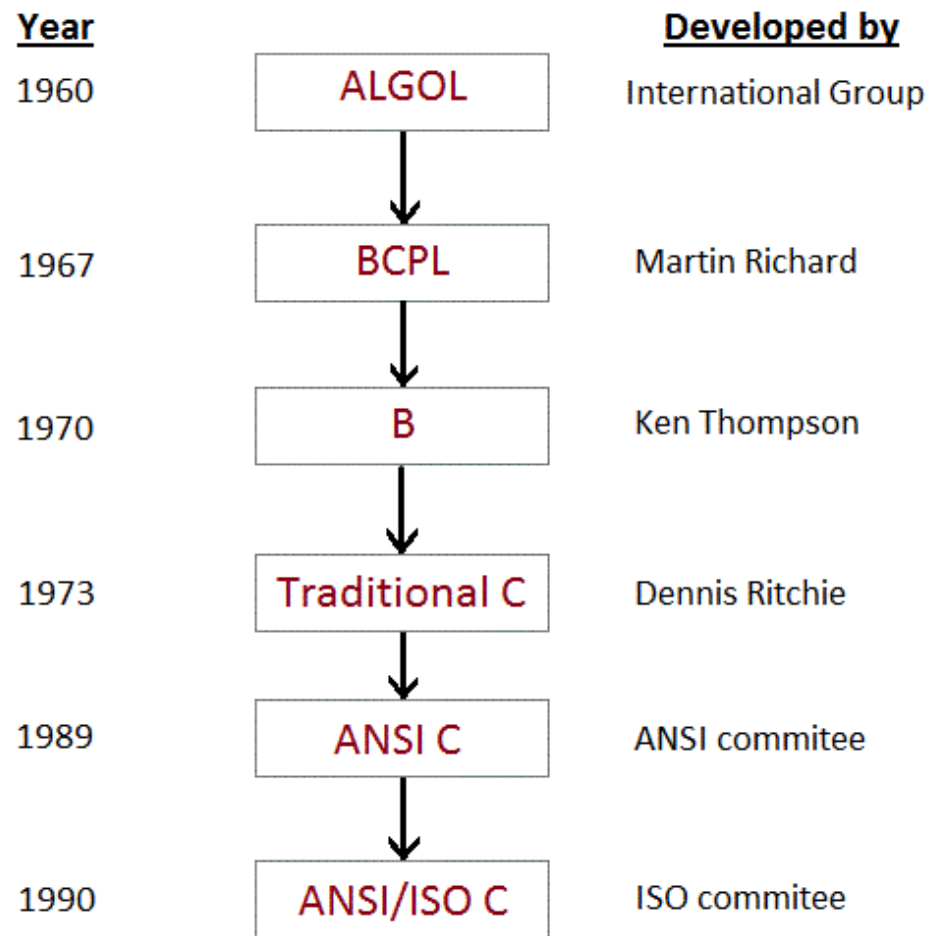 Year Developed by
1960 ALGOL International Group
1967 BCPL Martin Richard
1970 B Ken Thompson
1973 Traditional C Dennis Ritchie
1989 ANSI C ANSI commitee
1990 ANSI/ISO C ISO commitee